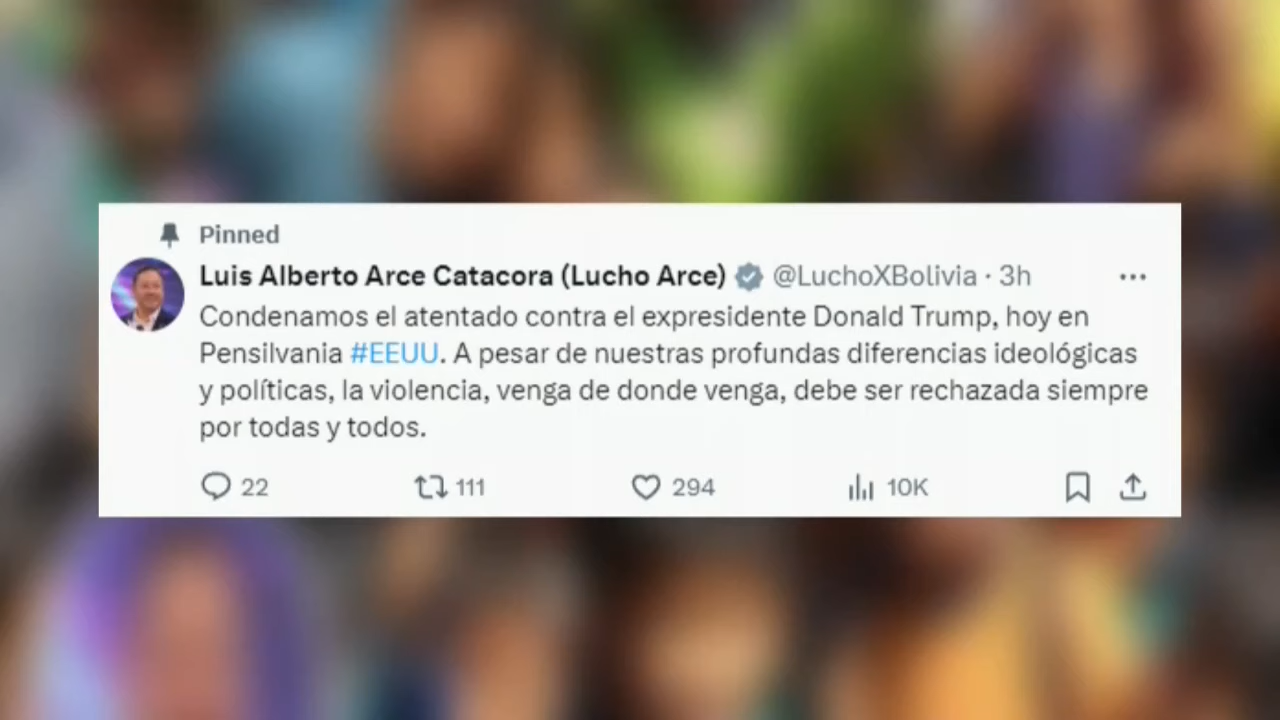 Pinned
Luis Alberto Arce Catacora (Lucho Arce) @LuchoXBolivia · 3h
Condenamos el atentado contra el expresidente Donald Trump, hoy en
Pensilvania #EEUU. A pesar de nuestras profundas diferencias ideológicas
y políticas, la violencia, venga de donde venga, debe ser rechazada siempre
por todas y todos.
22 111 294 10K